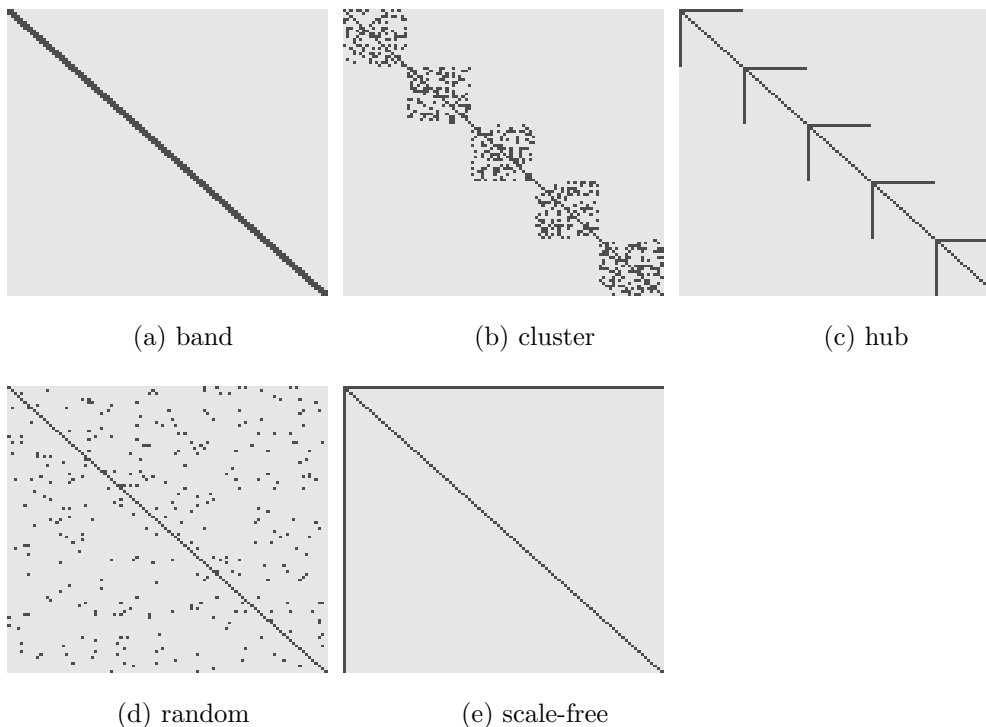 (a) band
(b) cluster
(c) hub
(d) random
(e) scale-free